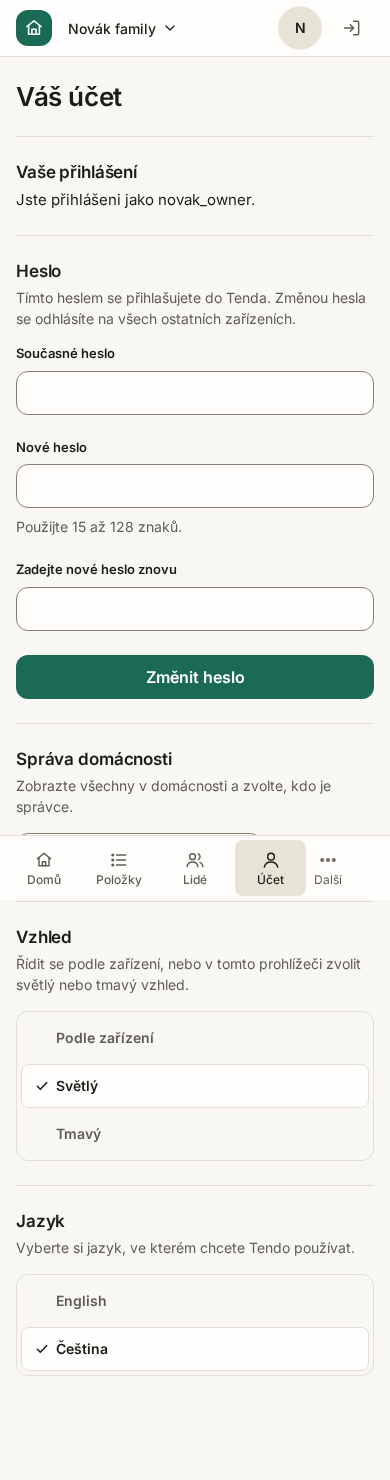 Novák family
N
Váš účet
Vaše přihlášení
Jste přihlášeni jako novak_owner.
Heslo
Tímto heslem se přihlašujete do Tenda. Změnou hesla
se odhlásíte na všech ostatních zařízeních.
Současné heslo
Nové heslo
Použijte 15 až 128 znaků.
Zadejte nové heslo znovu
Změnit heslo
Správa domácnosti
Zobrazte všechny v domácnosti a zvolte, kdo je
správce.
Domů
Položky
Lidé
Účet
Další
Vzhled
Řídit se podle zařízení, nebo v tomto prohlížeči zvolit
světlý nebo tmavý vzhled.
Podle zařízení
Světlý
Tmavý
Jazyk
Vyberte si jazyk, ve kterém chcete Tendo používat.
English
Čeština